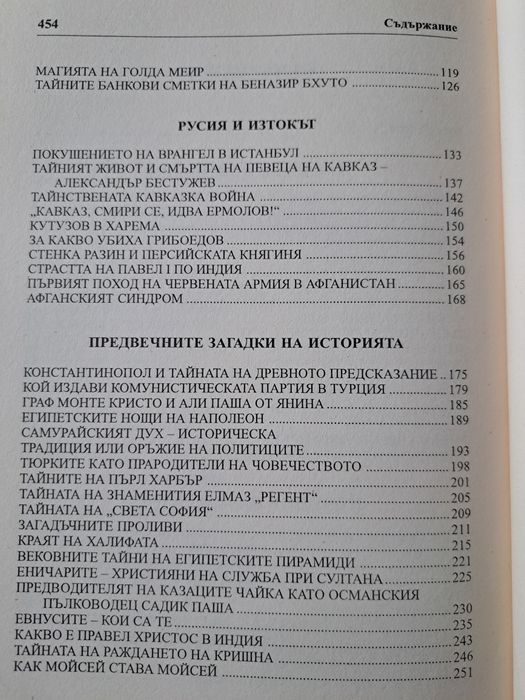 454 Съдържание
МАГИЯТА НА ГОЛДА МЕИР ........ 119
ТАЙНИТЕ БАНКОВИ СМЕТКИ НА БЕНАЗИР БХУТО ........ 126
РУСИЯ И ИЗТОКЪТ
ПОКУШЕНИЕТО НА ВРАНГЕЛ В ИСТАНБУЛ ........ 133
ТАЙНИЯТ ЖИВОТ И СМЪРТТА НА ПЕВЕЦА НА КАВКАЗ –
АЛЕКСАНДЪР БЕСТУЖЕВ ........ 137
ТАЙНСТВЕНАТА КАВКАЗКА ВОЙНА ........ 142
„КАВКАЗ, СМИРИ СЕ, ИДВА ЕРМОЛОВ!“ ........ 146
КУТУЗОВ В ХАРЕМА ........ 150
ЗА КАКВО УБИХА ГРИБОЕДОВ ........ 154
СТЕНКА РАЗИН И ПЕРСИЙСКАТА КНЯГИНЯ ........ 156
СТРАСТТА НА ПАВЕЛ I ПО ИНДИЯ ........ 160
ПЪРВИЯТ ПОХОД НА ЧЕРВЕНАТА АРМИЯ В АФГАНИСТАН ........ 165
АФГАНСКИЯТ СИНДРОМ ........ 168
ПРЕДВЕЧНИТЕ ЗАГАДКИ НА ИСТОРИЯТА
КОНСТАНТИНОПОЛ И ТАЙНАТА НА ДРЕВНОТО ПРЕДСКАЗАНИЕ .. 175
КОЙ ИЗДАВИ КОМУНИСТИЧЕСКАТА ПАРТИЯ В ТУРЦИЯ ........ 179
ГРАФ МОНТЕ КРИСТО И АЛИ ПАША ОТ ЯНИНА ........ 185
ЕГИПЕТСКИТЕ НОЩИ НА НАПОЛЕОН ........ 189
САМУРАЙСКИЯТ ДУХ – ИСТОРИЧЕСКА
ТРАДИЦИЯ ИЛИ ОРЪЖИЕ НА ПОЛИТИЦИТЕ ........ 193
ТЮРКИТЕ КАТО ПРАРОДИТЕЛИ НА ЧОВЕЧЕСТВОТО ........ 198
ТАЙНИТЕ НА ПЪРЛ ХАРБЪР ........ 201
ТАЙНАТА НА ЗНАМЕНИТИЯ ЕЛМАЗ „РЕГЕНТ“ ........ 205
ТАЙНАТА НА „СВЕТА СОФИЯ“ ........ 209
ЗАГАДЪЧНИТЕ ПРОЛИВИ ........ 211
КРАЯТ НА ХАЛИФАТА ........ 215
ВЕКОВНИТЕ ТАЙНИ НА ЕГИПЕТСКИТЕ ПИРАМИДИ ........ 221
ЕНИЧАРИТЕ – ХРИСТИЯНИ НА СЛУЖБА ПРИ СУЛТАНА ........ 225
ПРЕДВОДИТЕЛЯТ НА КАЗАЦИТЕ ЧАЙКА КАТО ОСМАНСКИЯ
ПЪЛКОВОДЕЦ САДИК ПАША ........ 230
ЕВНУСИТЕ – КОИ СА ТЕ ........ 235
КАКВО Е ПРАВЕЛ ХРИСТОС В ИНДИЯ ........ 243
ТАЙНАТА НА РАЖДАНЕТО НА КРИШНА ........ 246
КАК МОЙСЕЙ СТАВА МОЙСЕЙ ........ 251